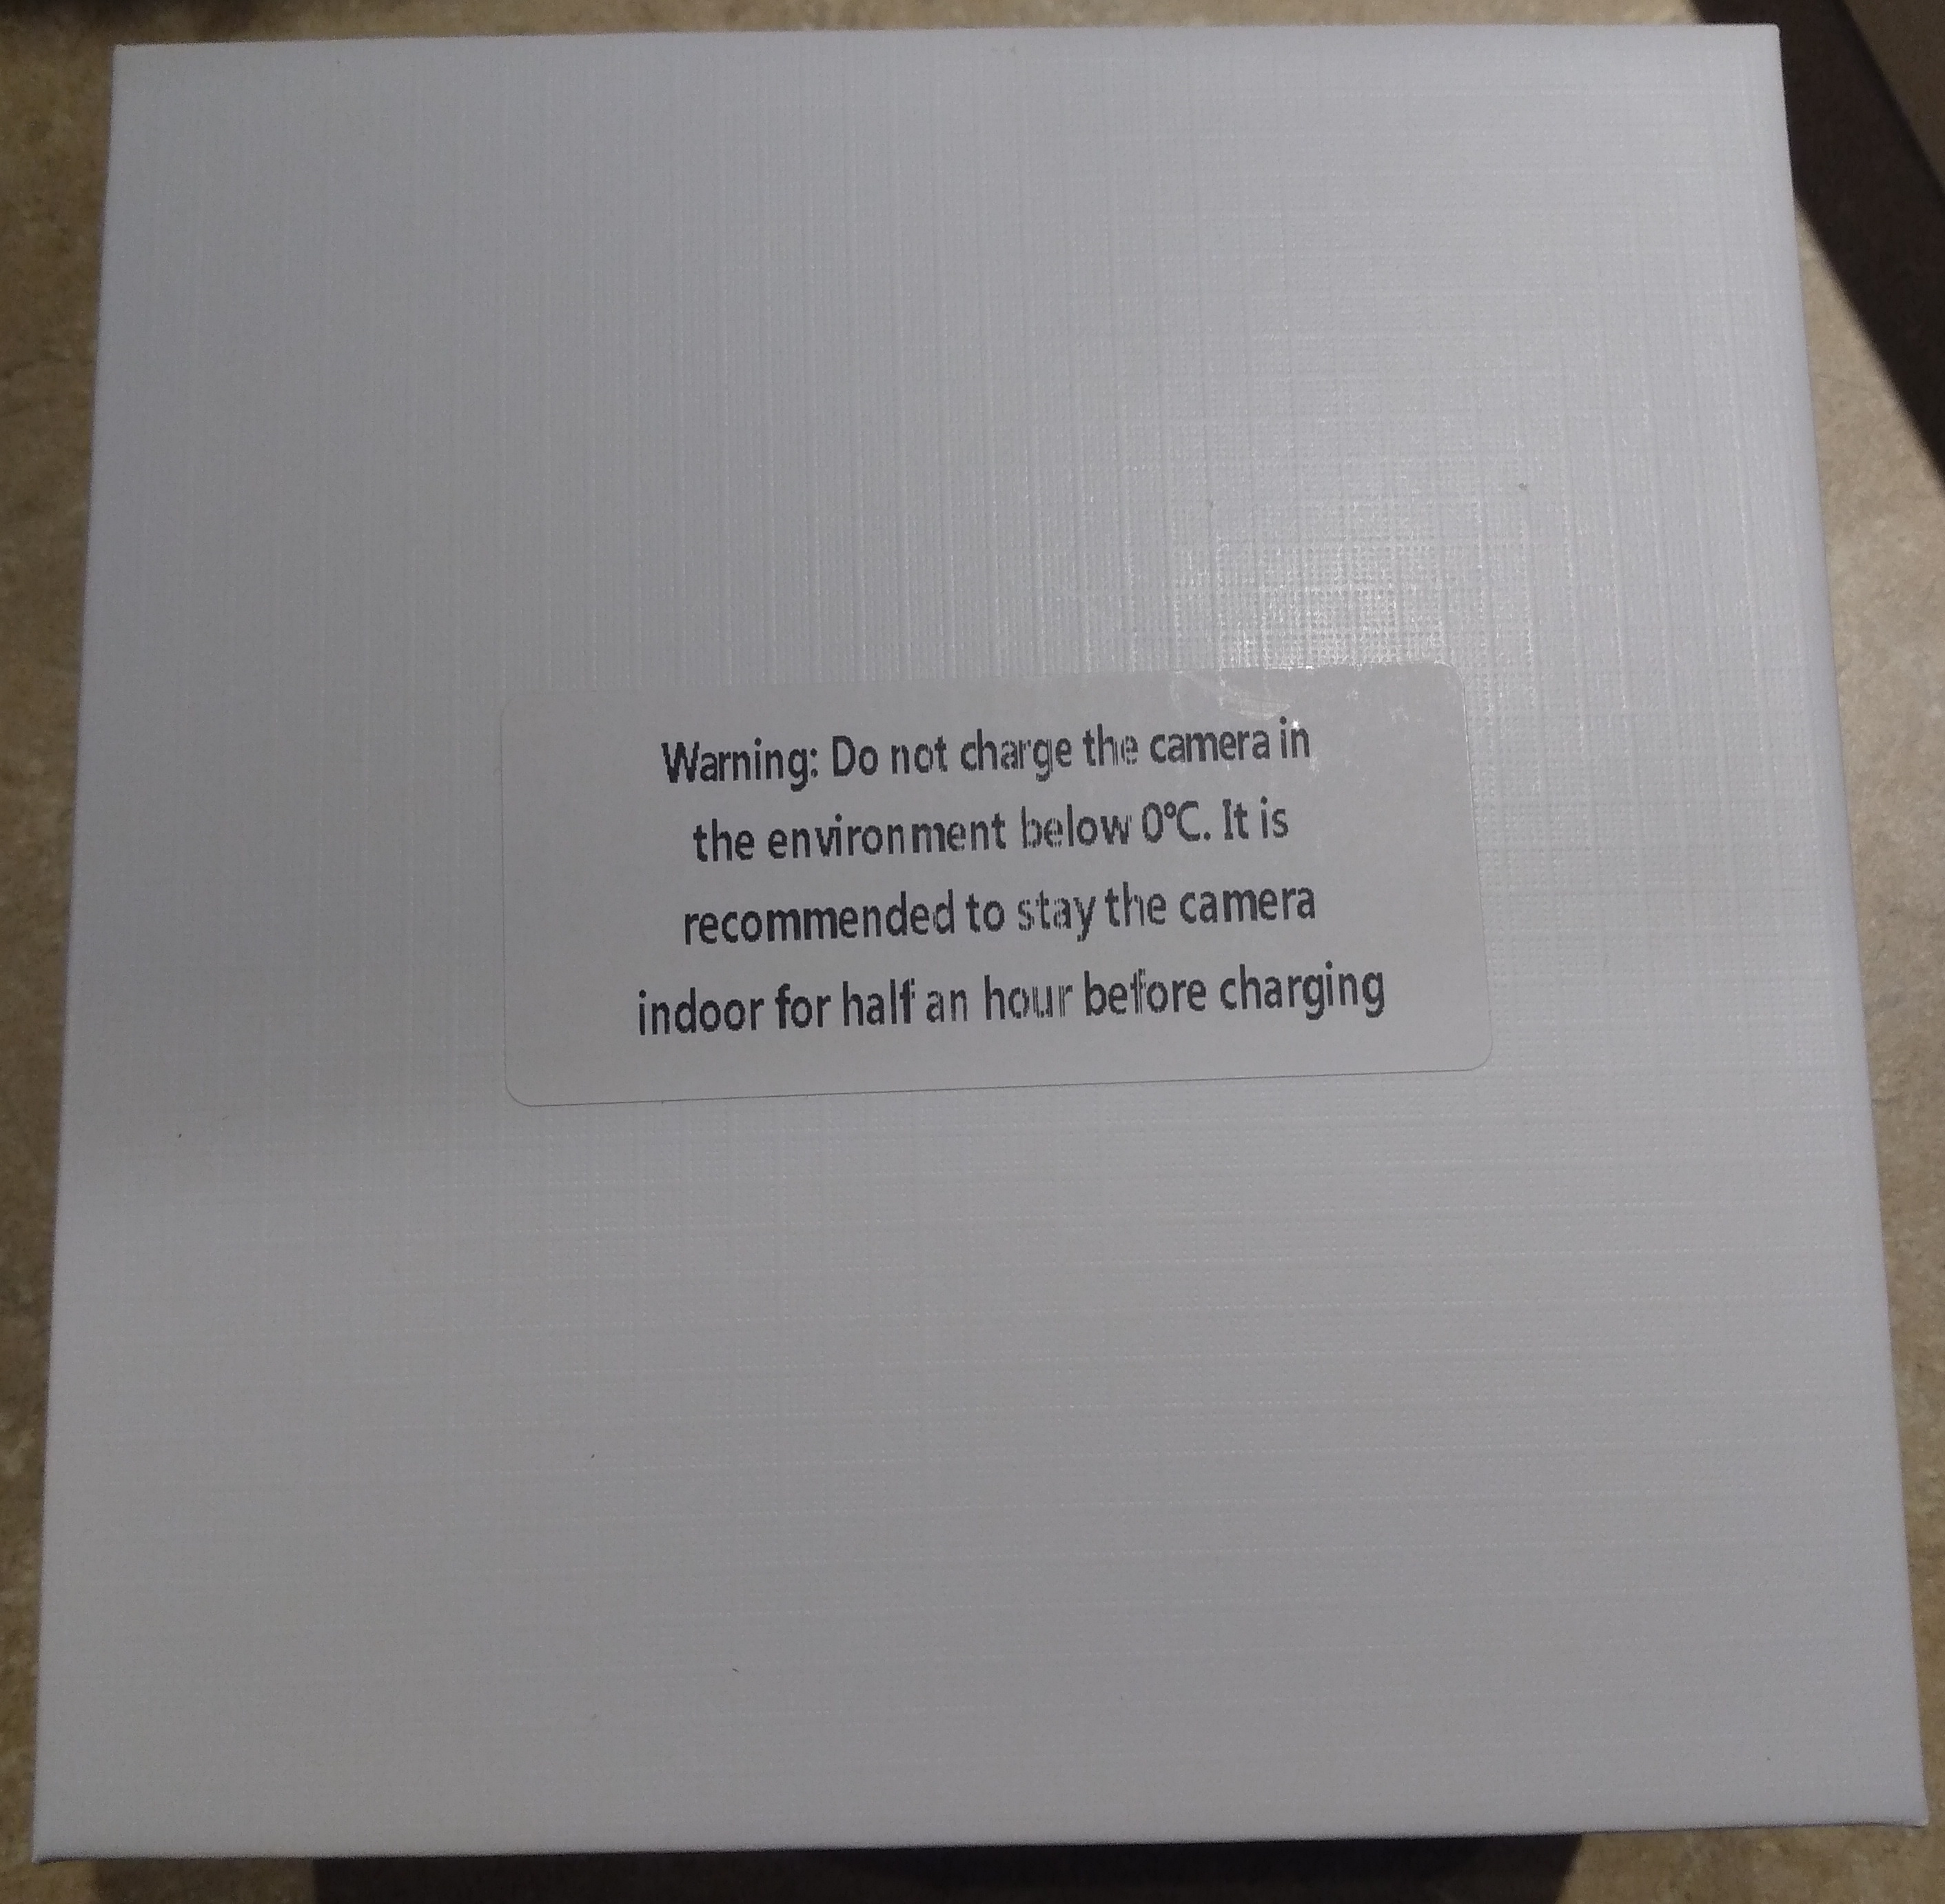 Warning: Do not charge the camera in
the environment below 0℃. It is
recommended to stay the camera
indoor for half an hour before charging